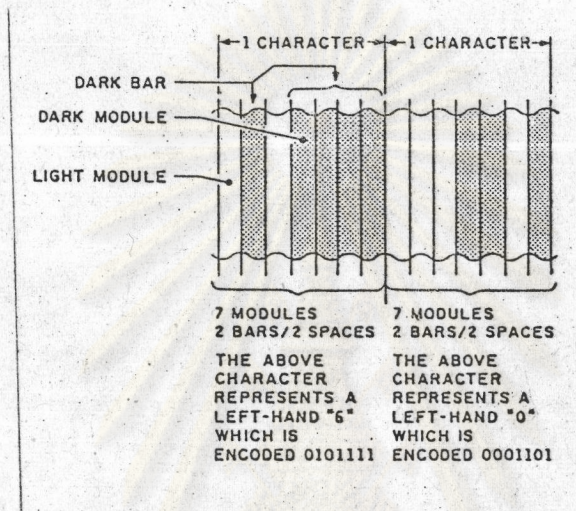 1 CHARACTER 1 CHARACTER
DARK BAR
DARK MODULE
LIGHT MODULE
7 MODULES
2 BARS/2 SPACES
THE ABOVE
CHARACTER
REPRESENTS A
LEFT-HAND "6"
WHICH IS
ENCODED 0101111
7 MODULES
2 BARS/2 SPACES
THE ABOVE
CHARACTER
REPRESENTS A
LEFT-HAND "0"
WHICH IS
ENCODED 0001101